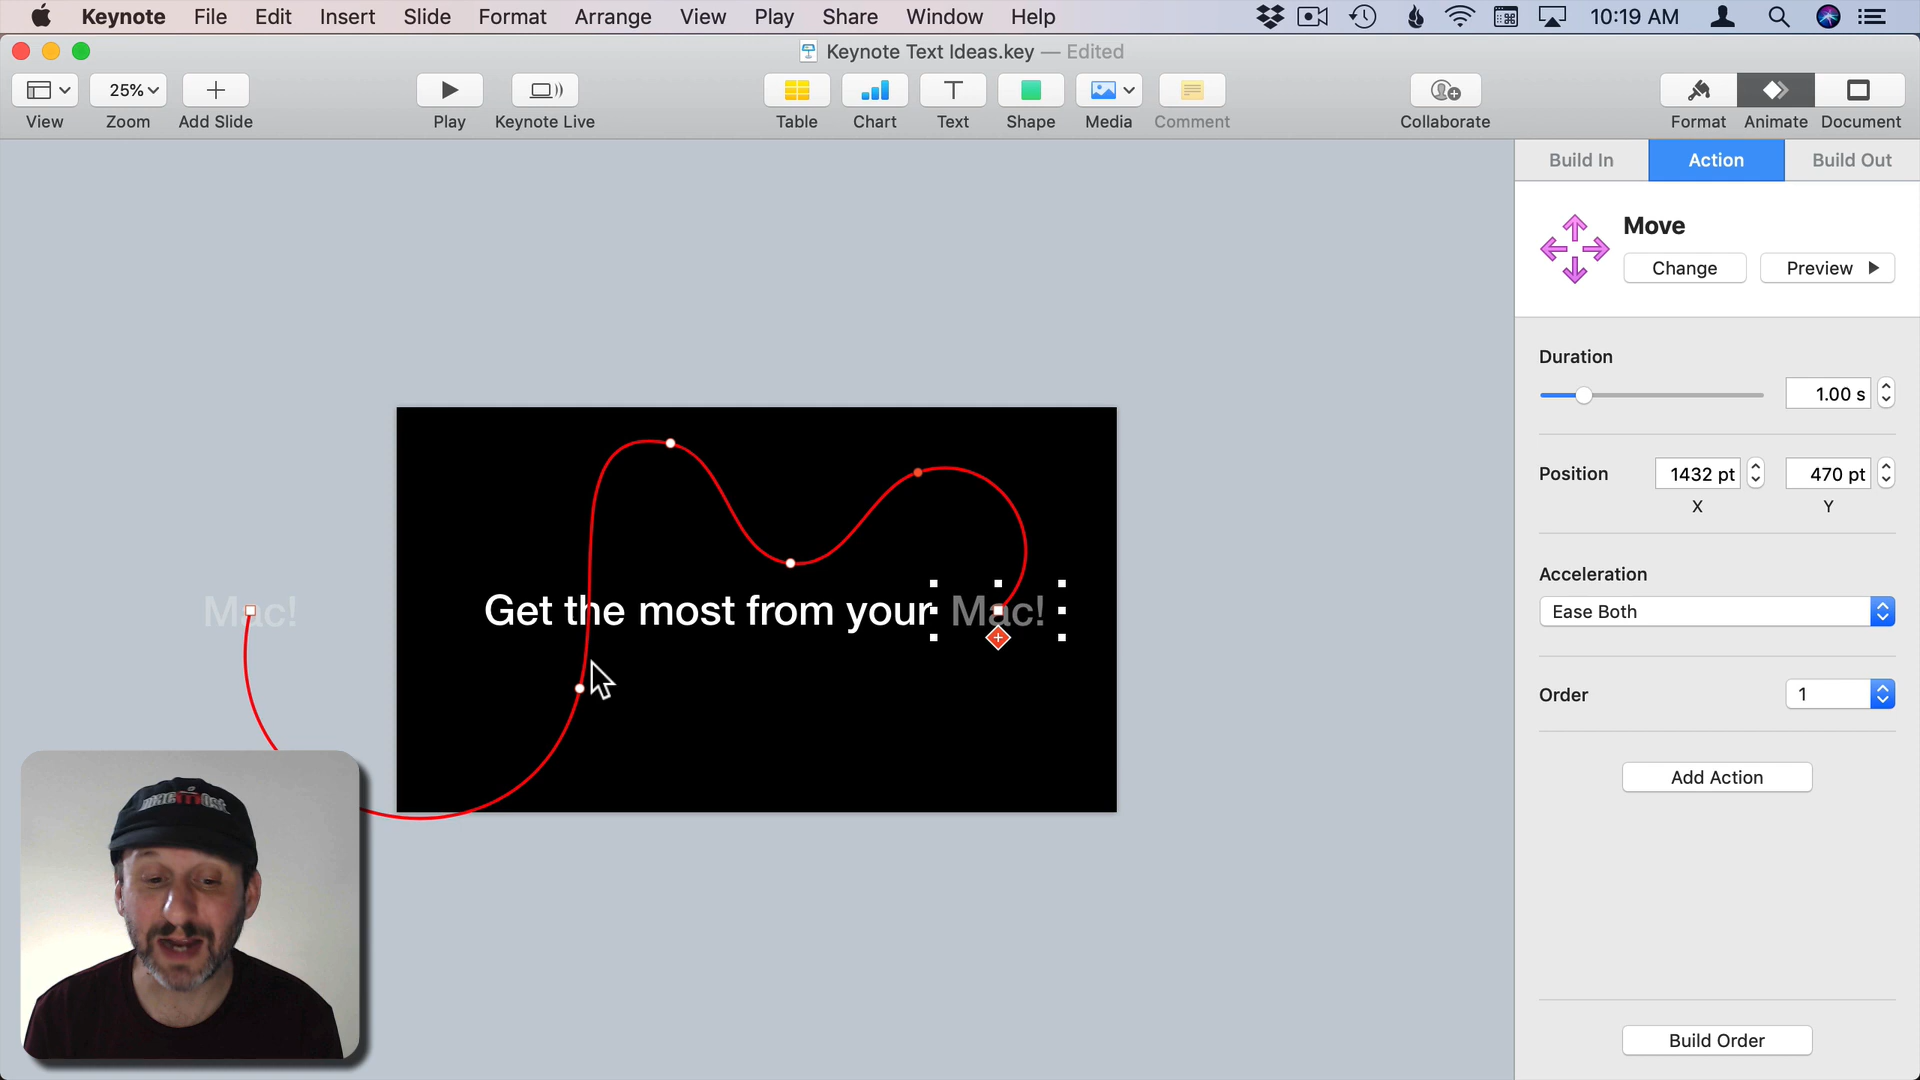 Keynote File Edit Insert Slide Format Arrange View Play Share Window Help 10:19 AM
Keynote Text Ideas.key — Edited
25%
View Zoom Add Slide Play Keynote Live Table Chart Text Shape Media Comment Collaborate Format Animate Document
Build In Action Build Out
Move
Change Preview
Duration
1.00 s
Position 1432 pt 470 pt
X Y
Acceleration
Ease Both
Order 1
Add Action
Build Order
Mac! Get the most from your Mac!
macmost